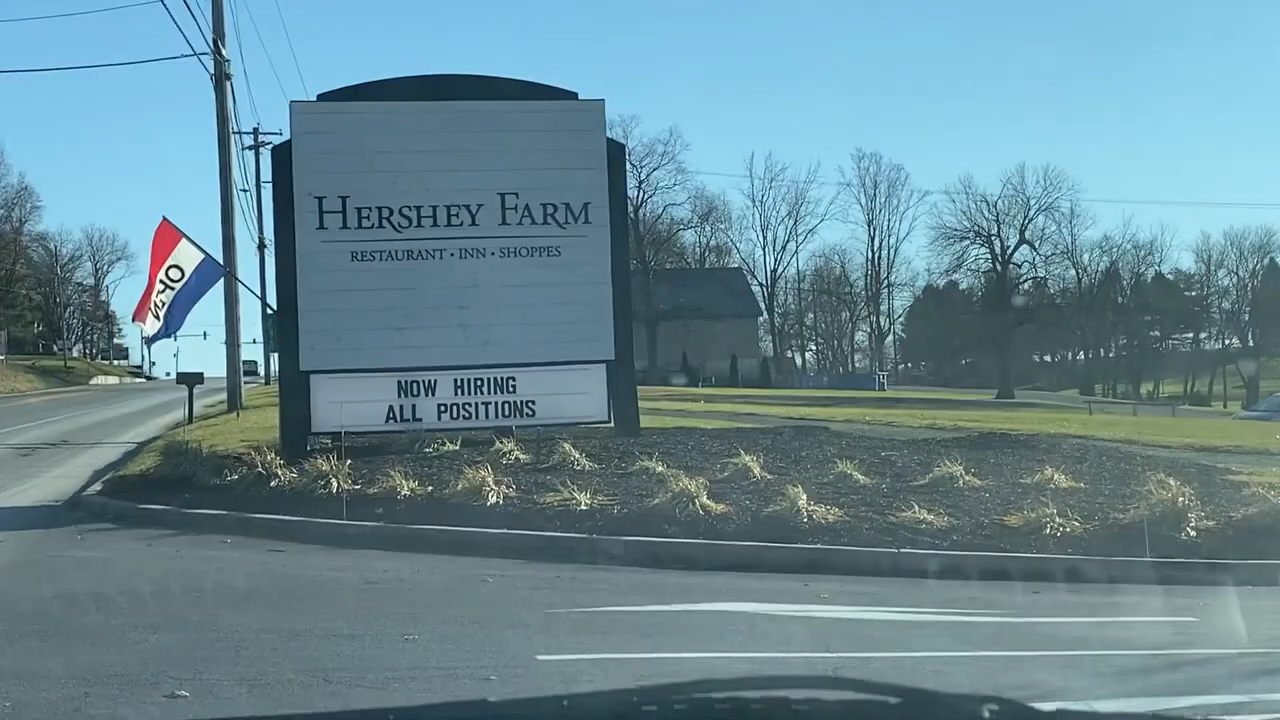 HERSHEY FARM
RESTAURANT • INN • SHOPPES
OPEN
NOW HIRING
ALL POSITIONS